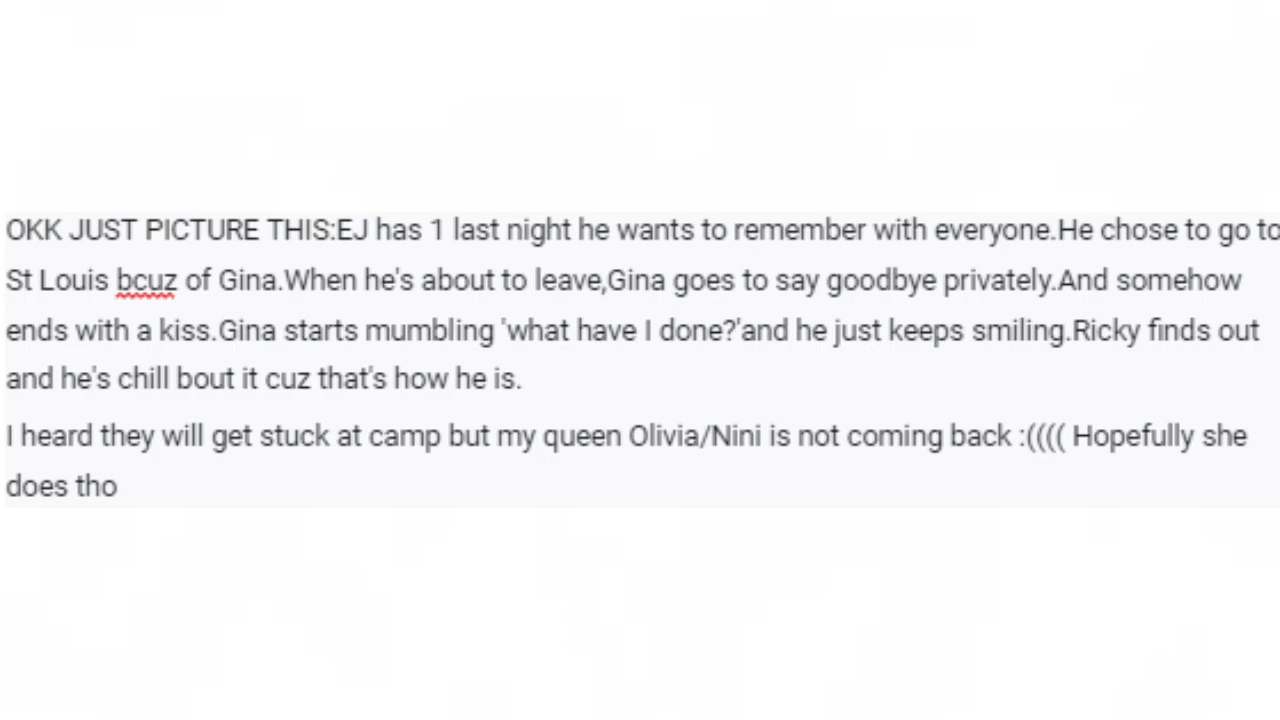 OKK JUST PICTURE THIS:EJ has 1 last night he wants to remember with everyone.He chose to go to
St Louis bcuz of Gina.When he's about to leave,Gina goes to say goodbye privately.And somehow
ends with a kiss.Gina starts mumbling 'what have I done?'and he just keeps smiling.Ricky finds out
and he's chill bout it cuz that's how he is.
I heard they will get stuck at camp but my queen Olivia/Nini is not coming back :(((( Hopefully she
does tho